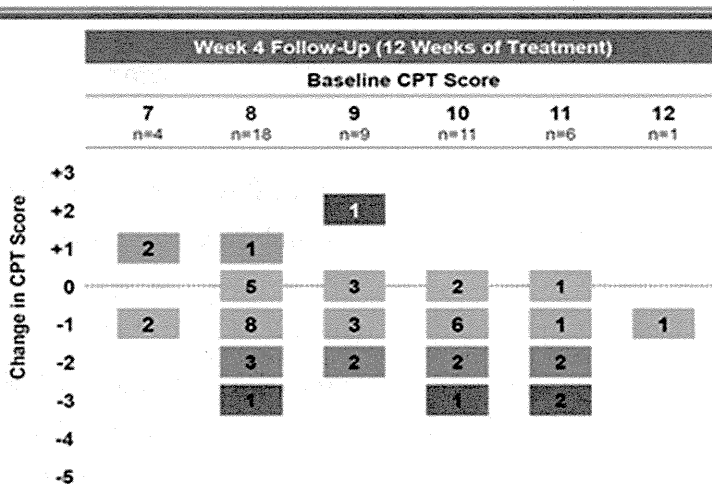 Week 4 Follow-Up (12 Weeks of Treatment)
Baseline CPT Score
7 8 9 10 11 12
n=4 n=18 n=9 n=11 n=6 n=1
Change in CPT Score
+3
+2 1
+1 2 1
0 5 3 2 1
-1 2 8 3 6 1 1
-2 3 2 2 2
-3 1 1 2
-4
-5